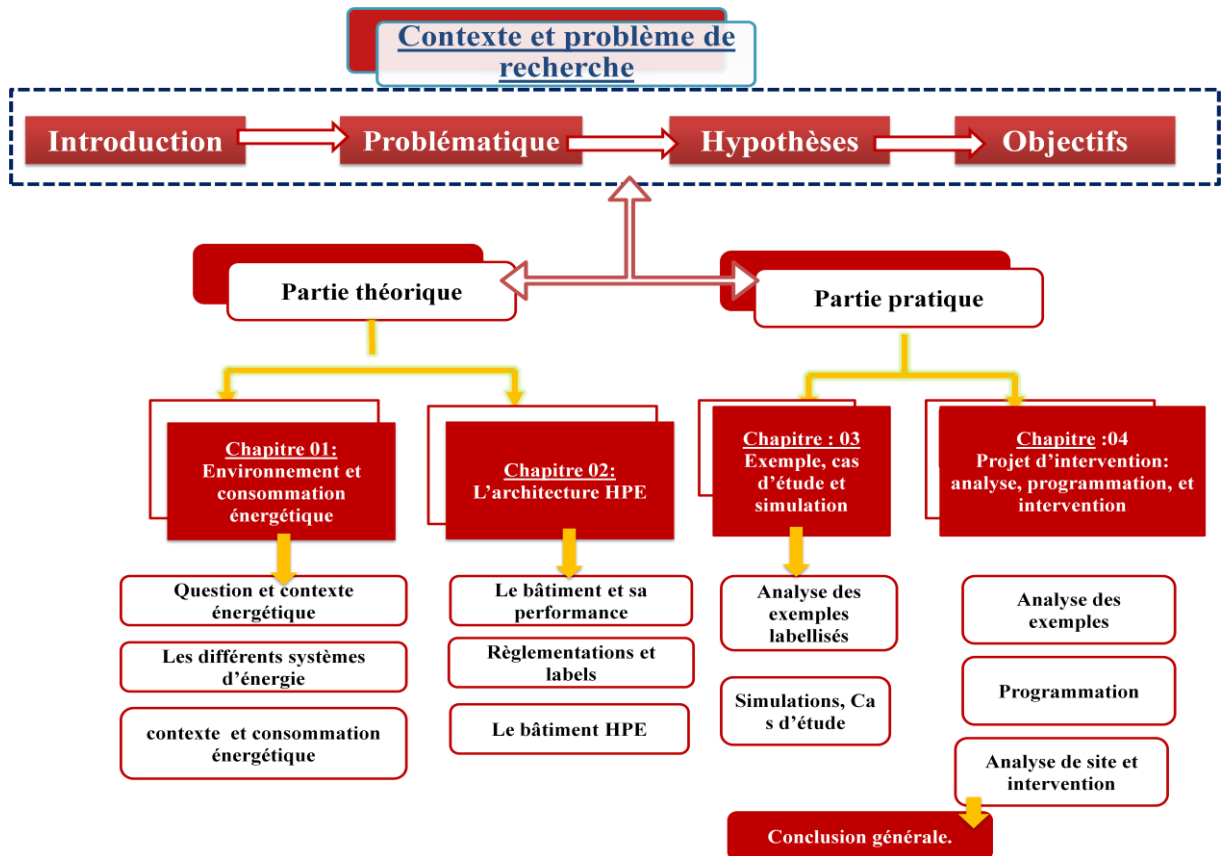 Contexte et problème de
recherche
Introduction
Problématique
Hypothèses
Objectifs
Partie théorique
Partie pratique
Chapitre 01:
Environnement et
consommation
énergétique
Chapitre 02:
L’architecture HPE
Chapitre : 03
Exemple, cas
d’étude et
simulation
Chapitre :04
Projet d’intervention:
analyse, programmation, et
intervention
Question et contexte
énergétique
Les différents systèmes
d’énergie
contexte et consommation
énergétique
Le bâtiment et sa
performance
Règlementations et
labels
Le bâtiment HPE
Analyse des
exemples
labellisés
Simulations, Ca
s d’étude
Analyse des
exemples
Programmation
Analyse de site et
intervention
Conclusion générale.